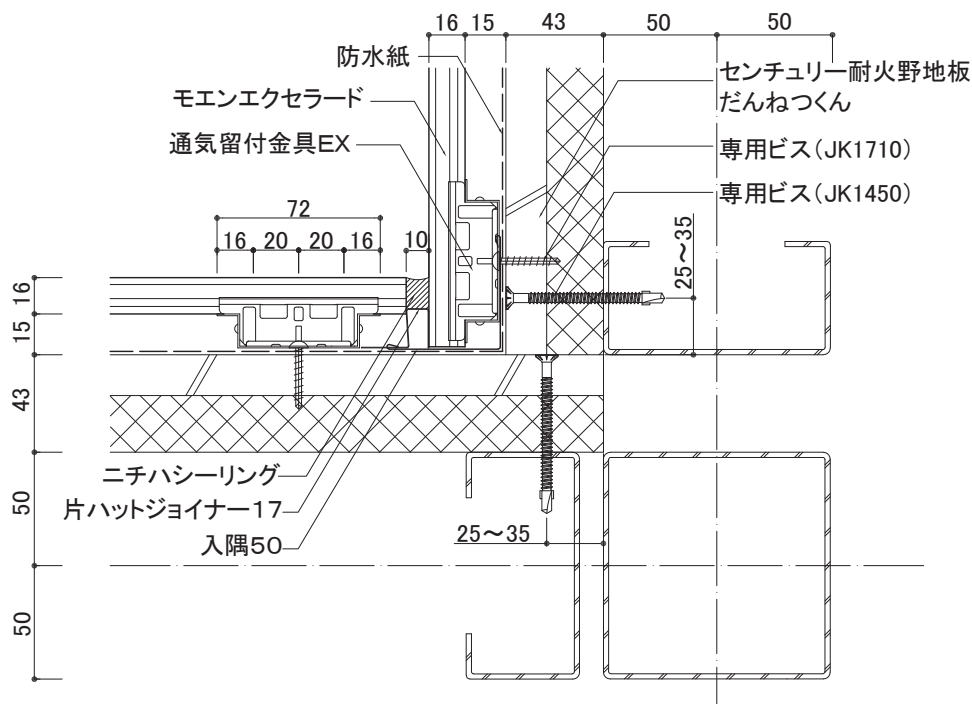 16 15 43 50 50
防水紙
モエンエクセラード
通気留付金具EX
センチュリー耐火野地板
だんねつくん
専用ビス(JK1710)
専用ビス(JK1450)
72
16 20 20 16 10
25~35
16
15
43
50
50
ニチハシーリング
片ハットジョイナー17
入隅50
25~35